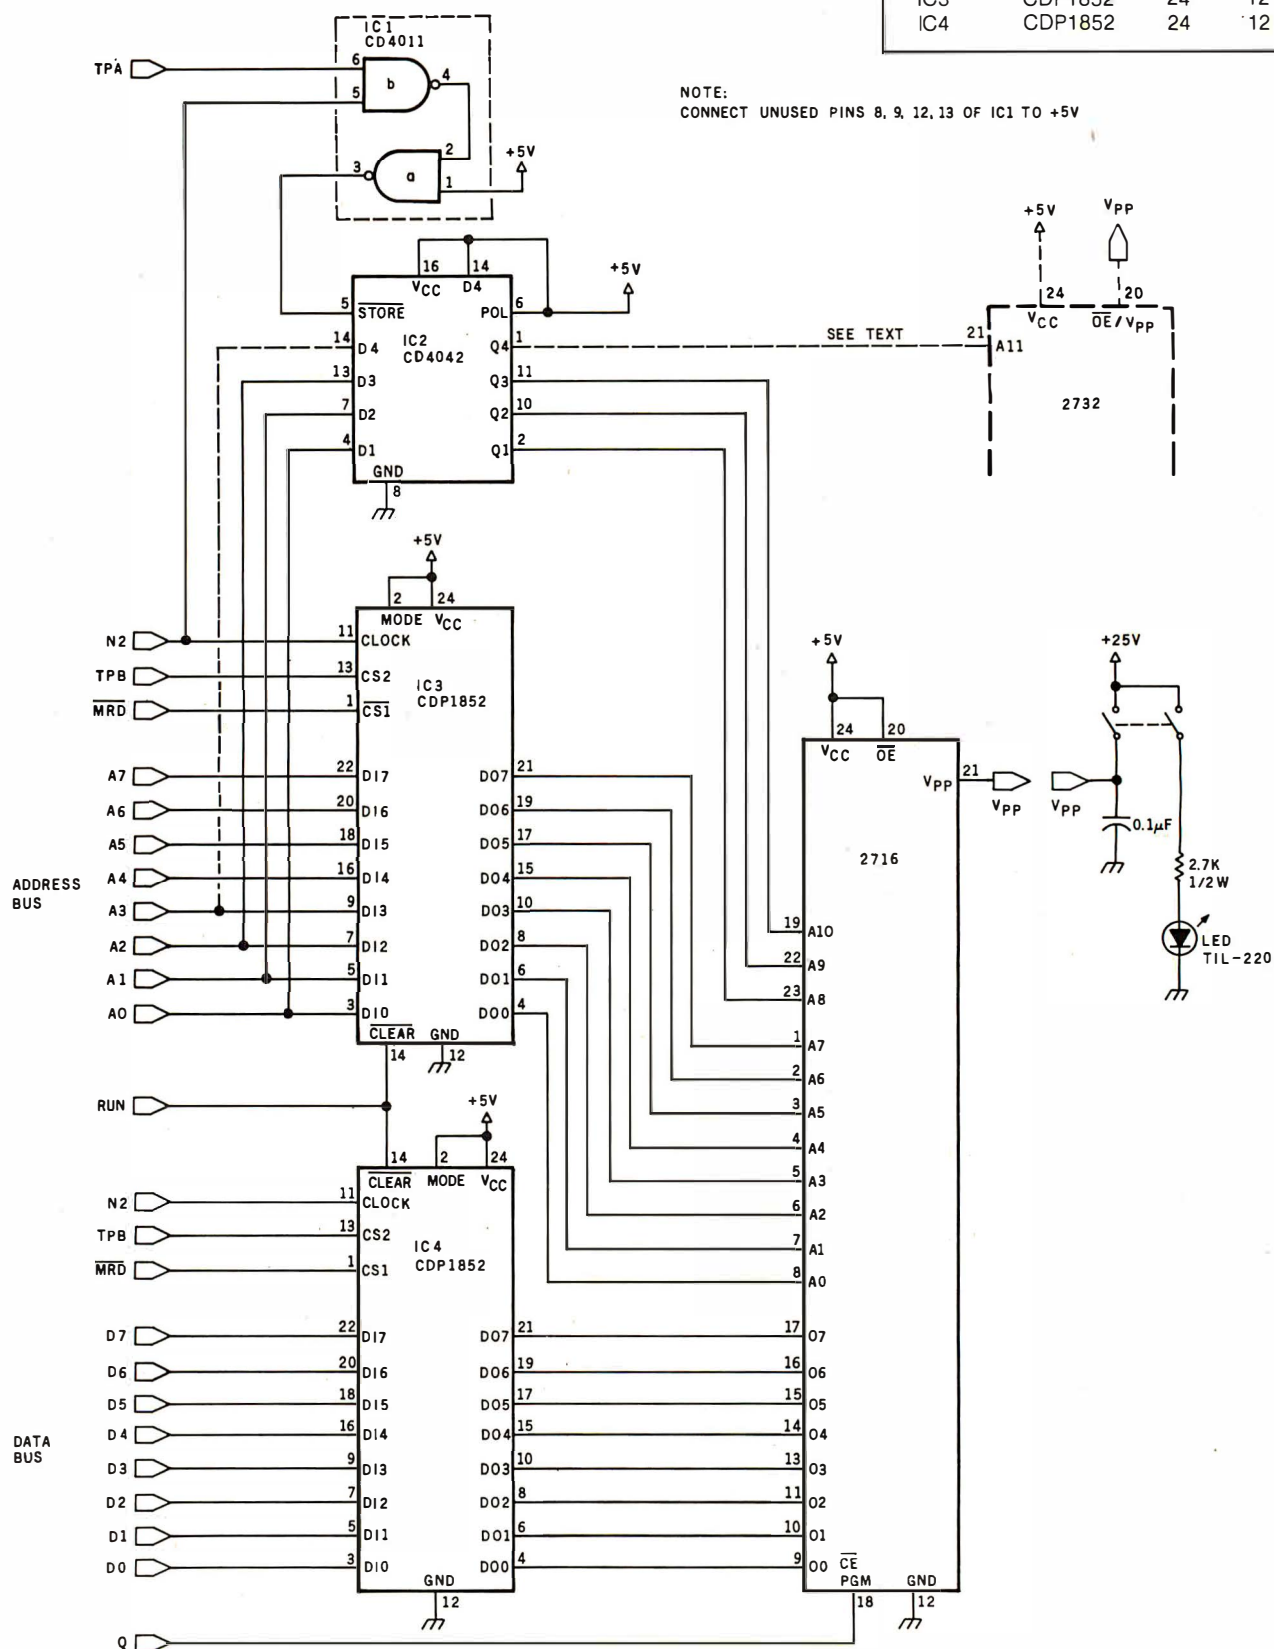 IC3 CDP1852 24 12
IC4 CDP1852 24 12
IC1
CD4011
TPA
6
5
b
4
NOTE:
CONNECT UNUSED PINS 8, 9, 12, 13 OF IC1 TO +5V
3
a
2
1
+5V
16
VCC
14
D4
+5V
5 STORE
POL 6
IC2
CD4042
14 D4
Q4 1
SEE TEXT
13 D3
Q3 11
7 D2
Q2 10
4 D1
Q1 2
GND
8
+5V
VPP
24
VCC
20
OE/VPP
21 A11
2732
+5V
2
MODE
24
VCC
N2 11 CLOCK
TPB 13 CS2
MRD 1 CS1
IC3
CDP1852
ADDRESS
BUS
A7 22 DI7 DO7 21
A6 20 DI6 DO6 19
A5 18 DI5 DO5 17
A4 16 DI4 DO4 15
A3 9 DI3 DO3 10
A2 7 DI2 DO2 8
A1 5 DI1 DO1 6
A0 3 DI0 DO0 4
CLEAR GND
14 12
RUN
+5V
14 2 24
CLEAR MODE VCC
N2 11 CLOCK
TPB 13 CS2
MRD 1 CS1
IC4
CDP1852
DATA
BUS
D7 22 DI7 DO7 21
D6 20 DI6 DO6 19
D5 18 DI5 DO5 17
D4 16 DI4 DO4 15
D3 9 DI3 DO3 10
D2 7 DI2 DO2 8
D1 5 DI1 DO1 6
D0 3 DI0 DO0 4
GND
12
Q
+5V
24 20
VCC OE
VPP 21
VPP
2716
19 A10
22 A9
23 A8
1 A7
2 A6
3 A5
4 A4
5 A3
6 A2
7 A1
8 A0
17 O7
16 O6
15 O5
14 O4
13 O3
11 O2
10 O1
9 O0
CE
PGM GND
18 12
+25V
VPP
0.1μF
2.7K
1/2W
LED
TIL-220